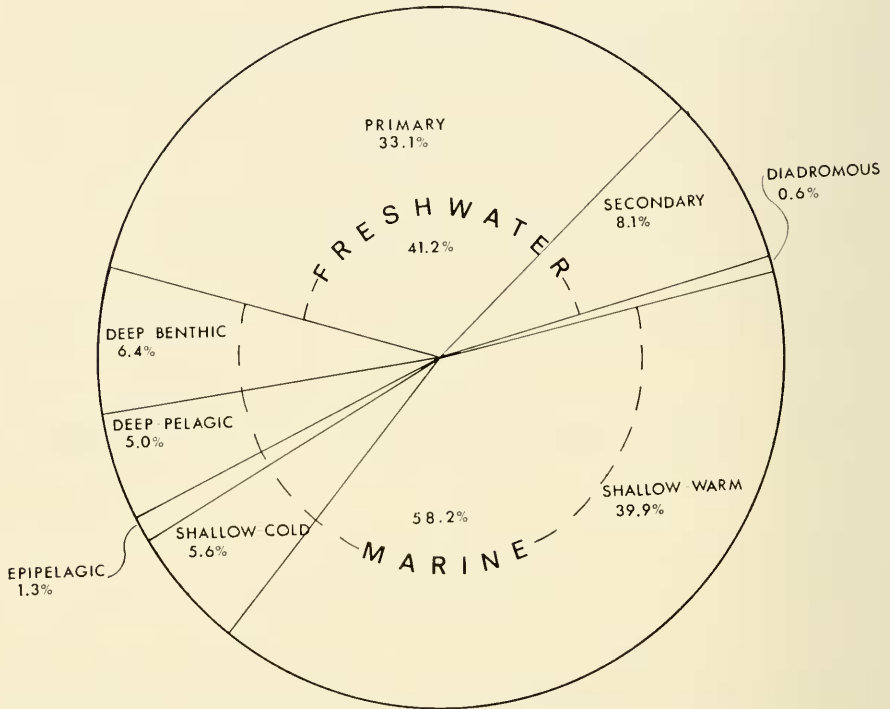 PRIMARY
33.1%
DIADROMOUS
0.6%
SECONDARY
8.1%
FRESHWATER
41.2%
DEEP BENTHIC
6.4%
DEEP PELAGIC
5.0%
SHALLOW WARM
39.9%
58.2%
MARINE
SHALLOW COLD
5.6%
EPIPELAGIC
1.3%